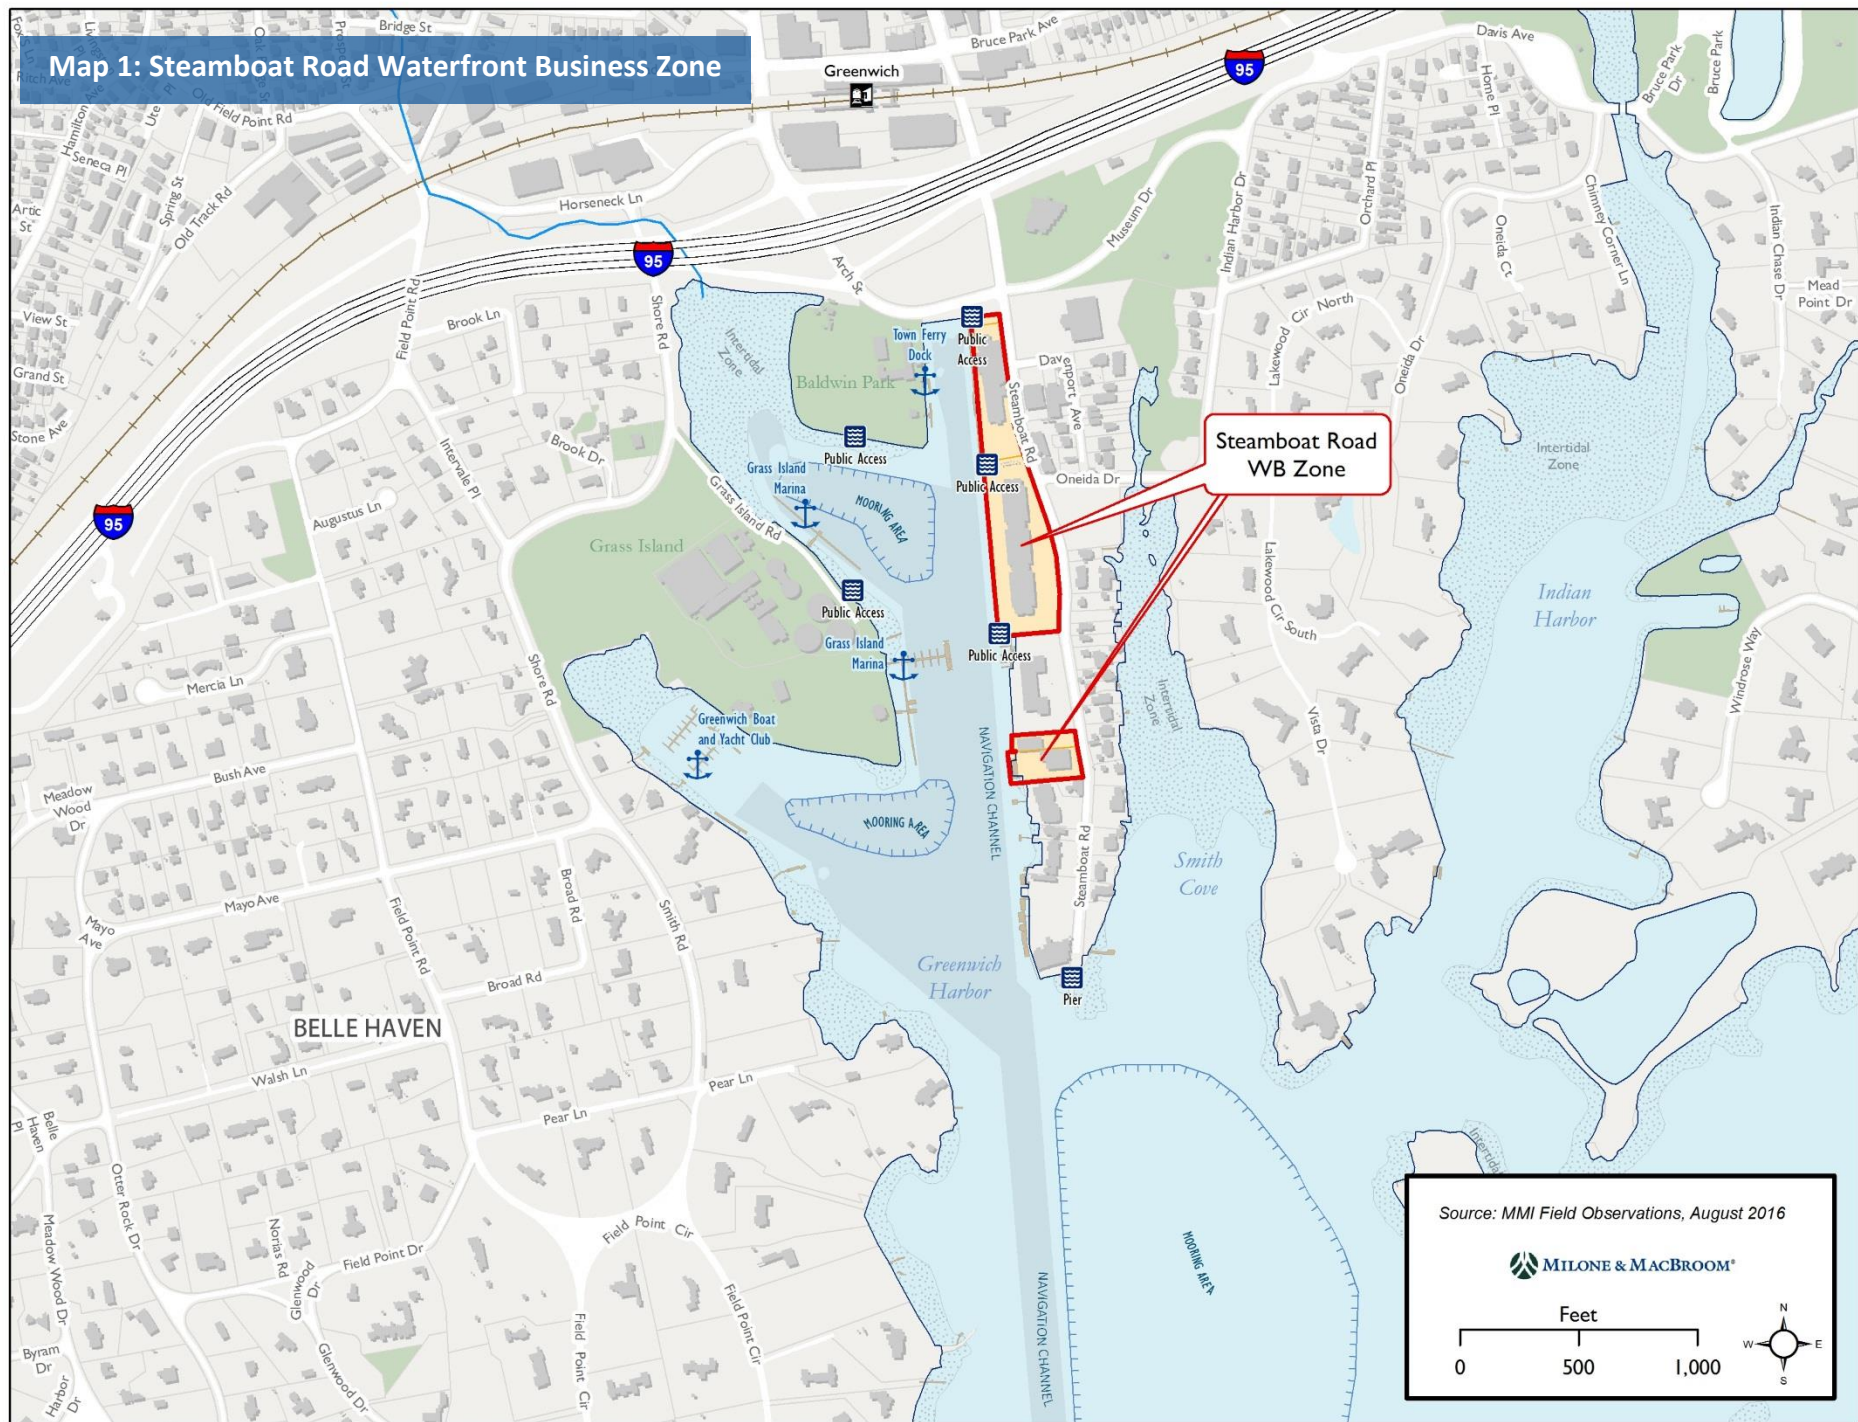 Map 1: Steamboat Road Waterfront Business Zone
Bridge St
Bruce Park Ave
Davis Ave
Bruce Park
Dr
Bruce Park
Greenwich
95
Hamilton Ave
Old Field Point Rd
Home Pl
Seneca Pl
Spring St
Old Track Rd
Artic
St
Horseneck Ln
95
Museum Dr
Indian Harbor Dr
Orchard Pl
Oneida Ct
Chimney Corner Ln
Indian Chase Dr
Mead
Point Dr
View St
Field Point Rd
Brook Ln
Shore Rd
Arch St
Intertidal
Zone
Town Ferry
Dock
Public
Access
Lakewood Cir North
Oneida Dr
Davenport Ave
Grand St
Baldwin Park
Steamboat Rd
Stone Ave
Intervale Pl
Brook Dr
Public Access
Grass Island
Marina
MOORING AREA
Public Access
Oneida Dr
Steamboat Road
WB Zone
Intertidal
Zone
95
Augustus Ln
Grass Island Rd
Grass Island
Public Access
Lakewood Cir South
Indian
Harbor
Grass Island
Marina
Public Access
Windrose Way
Mercia Ln
Shore Rd
Intertidal
Zone
Vista Dr
Greenwich Boat
and Yacht Club
NAVIGATION CHANNEL
Bush Ave
Meadow
Wood
Dr
MOORING AREA
Steamboat Rd
Smith
Cove
Mayo Ave
Mayo
Ave
Field Point Rd
Broad Rd
Smith Rd
Broad Rd
Greenwich
Harbor
Pier
BELLE HAVEN
Walsh Ln
Pear Ln
Pear Ln
Belle
Haven
Pl
Otter Rock Dr
Meadow Wood Dr
Norias Rd
Field Point Dr
Field Point Cir
Glenwood
Dr
Field Point Cir
Field Point Cir
Glenwood Dr
Byram
Dr
Harbor
Dr
NAVIGATION CHANNEL
MOORING AREA
Source: MMI Field Observations, August 2016
MILONE & MACBROOM®
Feet
0 500 1,000
N
W E
S